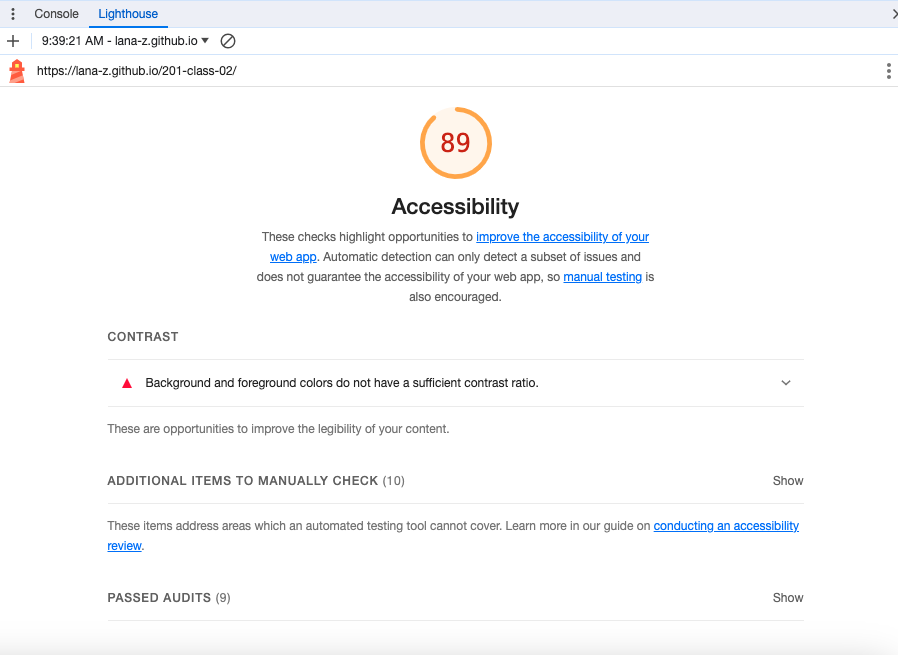 Console Lighthouse
9:39:21 AM - lana-z.github.io
https://lana-z.github.io/201-class-02/
89
Accessibility
These checks highlight opportunities to improve the accessibility of your
web app. Automatic detection can only detect a subset of issues and
does not guarantee the accessibility of your web app, so manual testing is
also encouraged.
CONTRAST
Background and foreground colors do not have a sufficient contrast ratio.
These are opportunities to improve the legibility of your content.
ADDITIONAL ITEMS TO MANUALLY CHECK (10) Show
These items address areas which an automated testing tool cannot cover. Learn more in our guide on conducting an accessibility
review.
PASSED AUDITS (9) Show